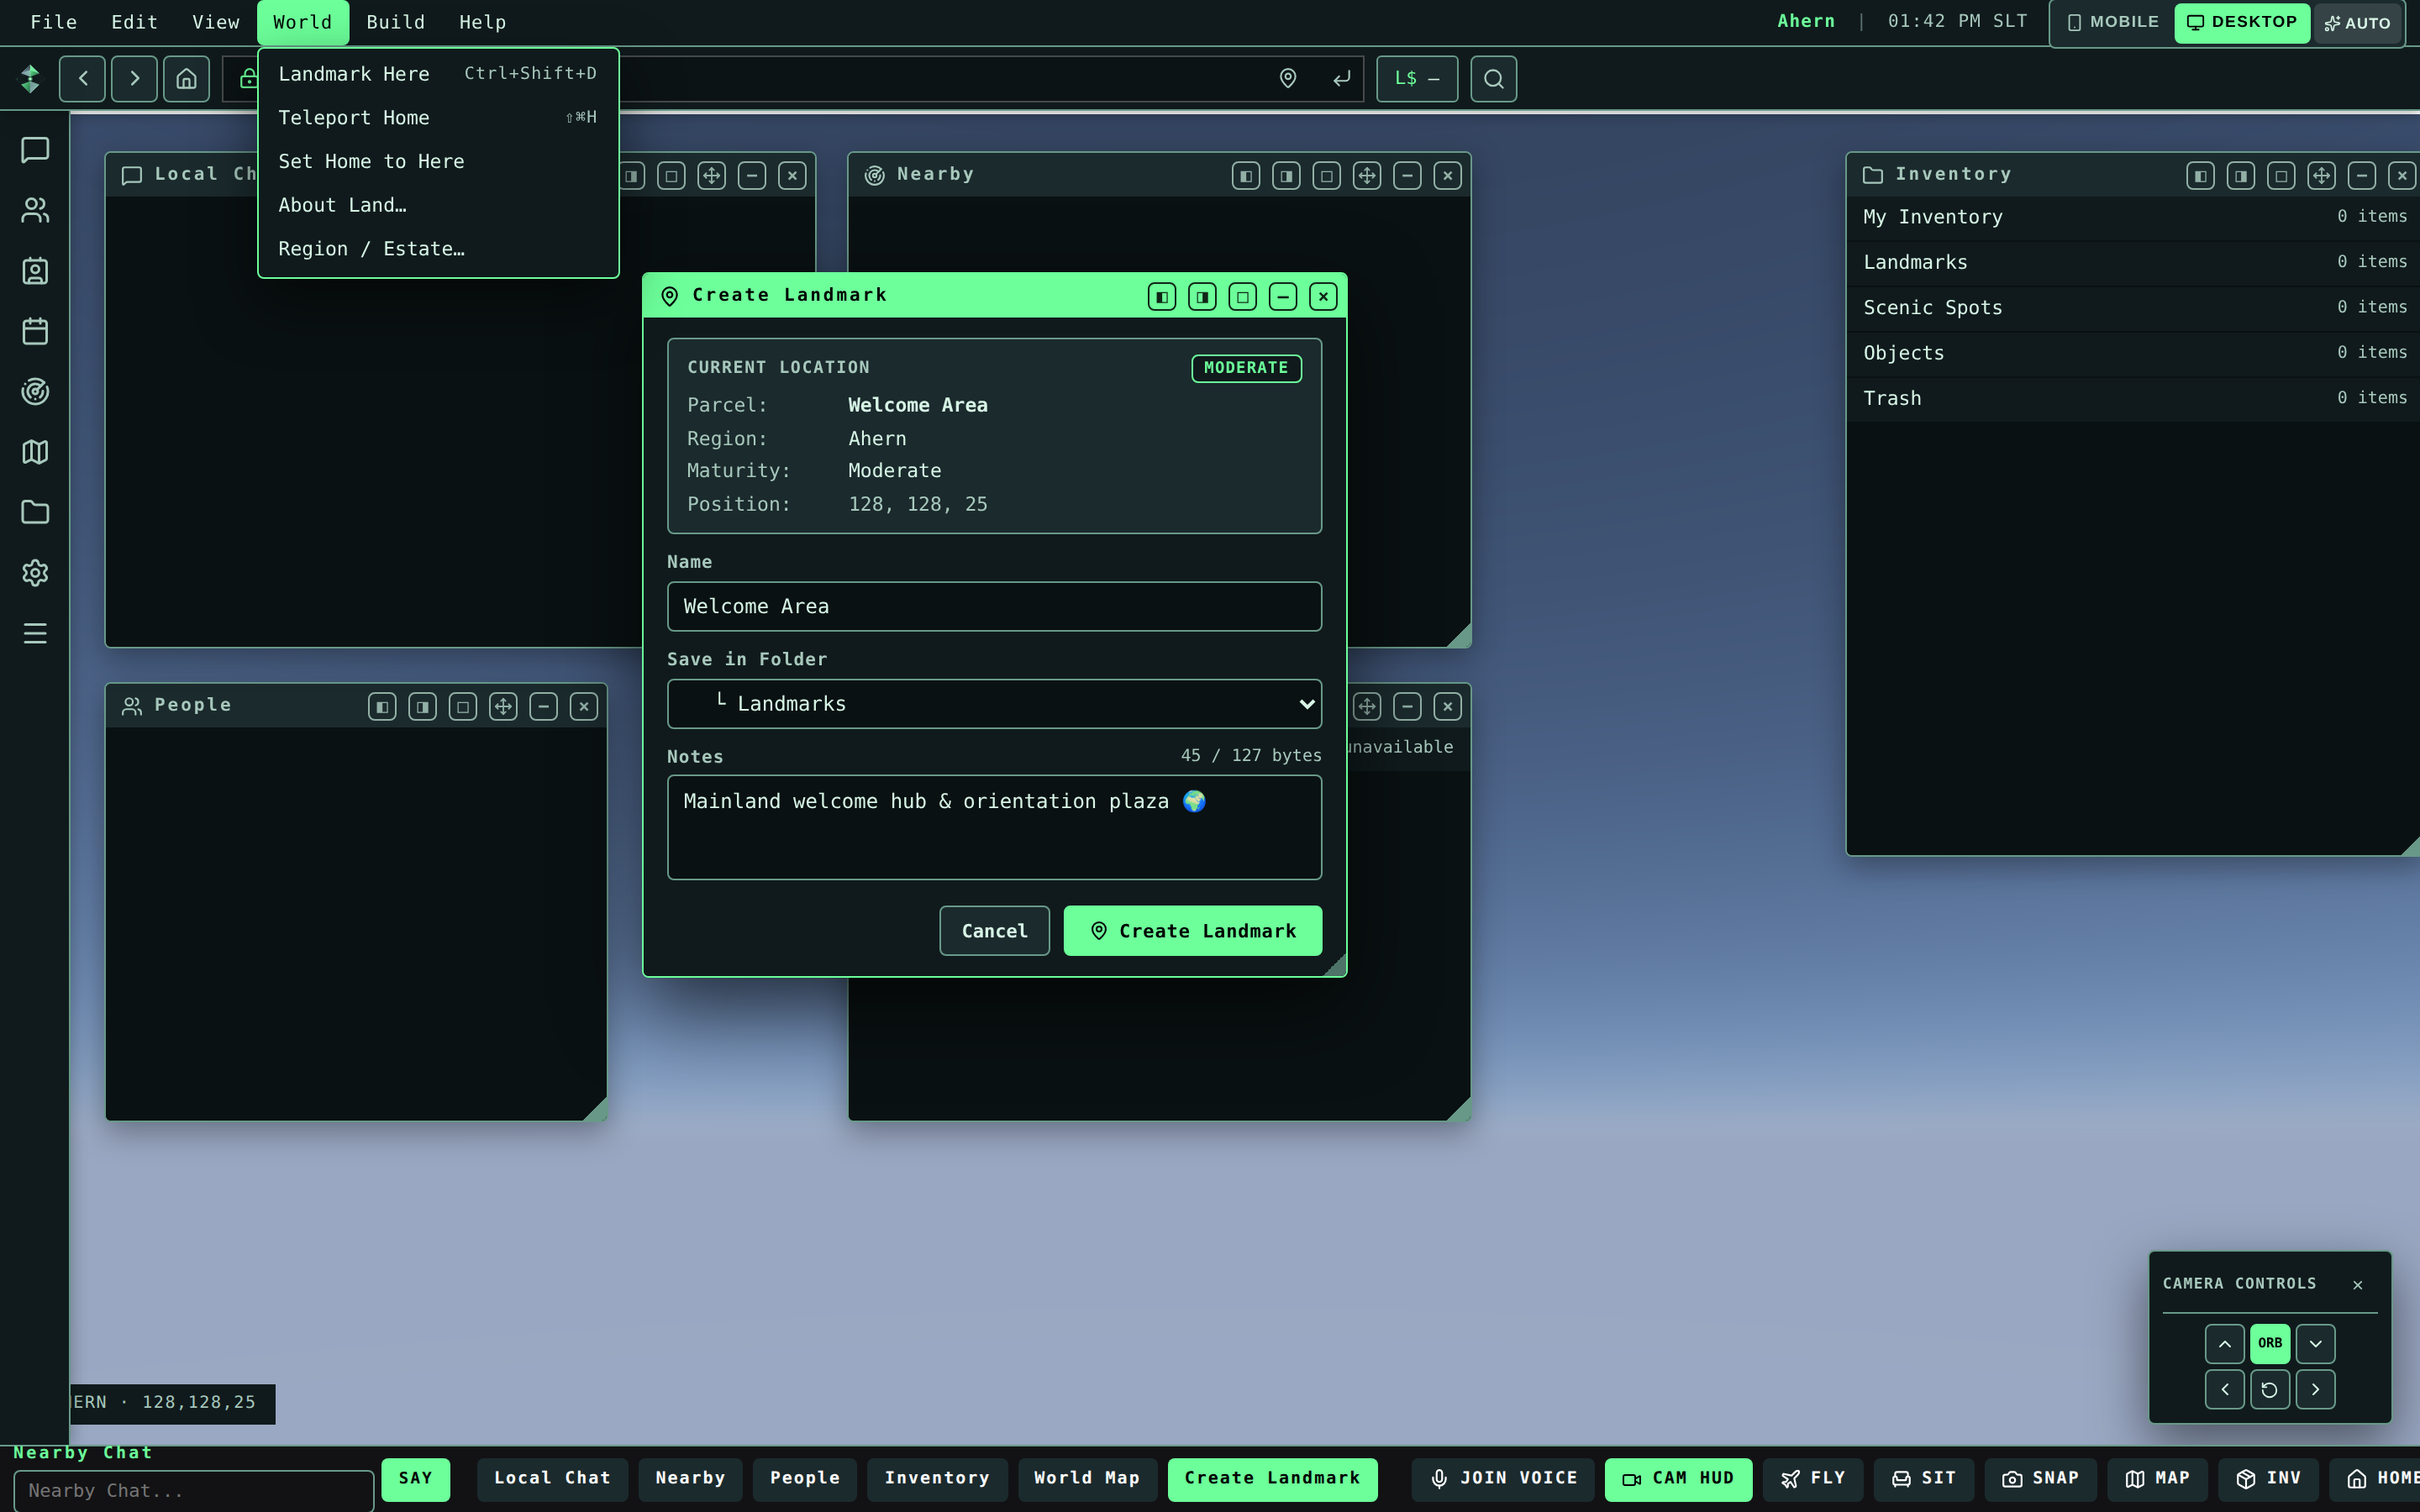 File Edit View World Build Help
Ahern | 01:42 PM SLT MOBILE DESKTOP AUTO
L$ —
Landmark Here Ctrl+Shift+D
Teleport Home ⇧⌘H
Set Home to Here
About Land…
Region / Estate…
Local Ch
Nearby
Inventory
My Inventory 0 items
Landmarks 0 items
Scenic Spots 0 items
Objects 0 items
Trash 0 items
Create Landmark
CURRENT LOCATION MODERATE
Parcel: Welcome Area
Region: Ahern
Maturity: Moderate
Position: 128, 128, 25
Name
Welcome Area
Save in Folder
└ Landmarks
Notes 45 / 127 bytes
Mainland welcome hub & orientation plaza 🌍
Cancel Create Landmark
People
unavailable
CAMERA CONTROLS
ORB
ERN · 128,128,25
Nearby Chat
Nearby Chat...
SAY Local Chat Nearby People Inventory World Map Create Landmark JOIN VOICE CAM HUD FLY SIT SNAP MAP INV HOME